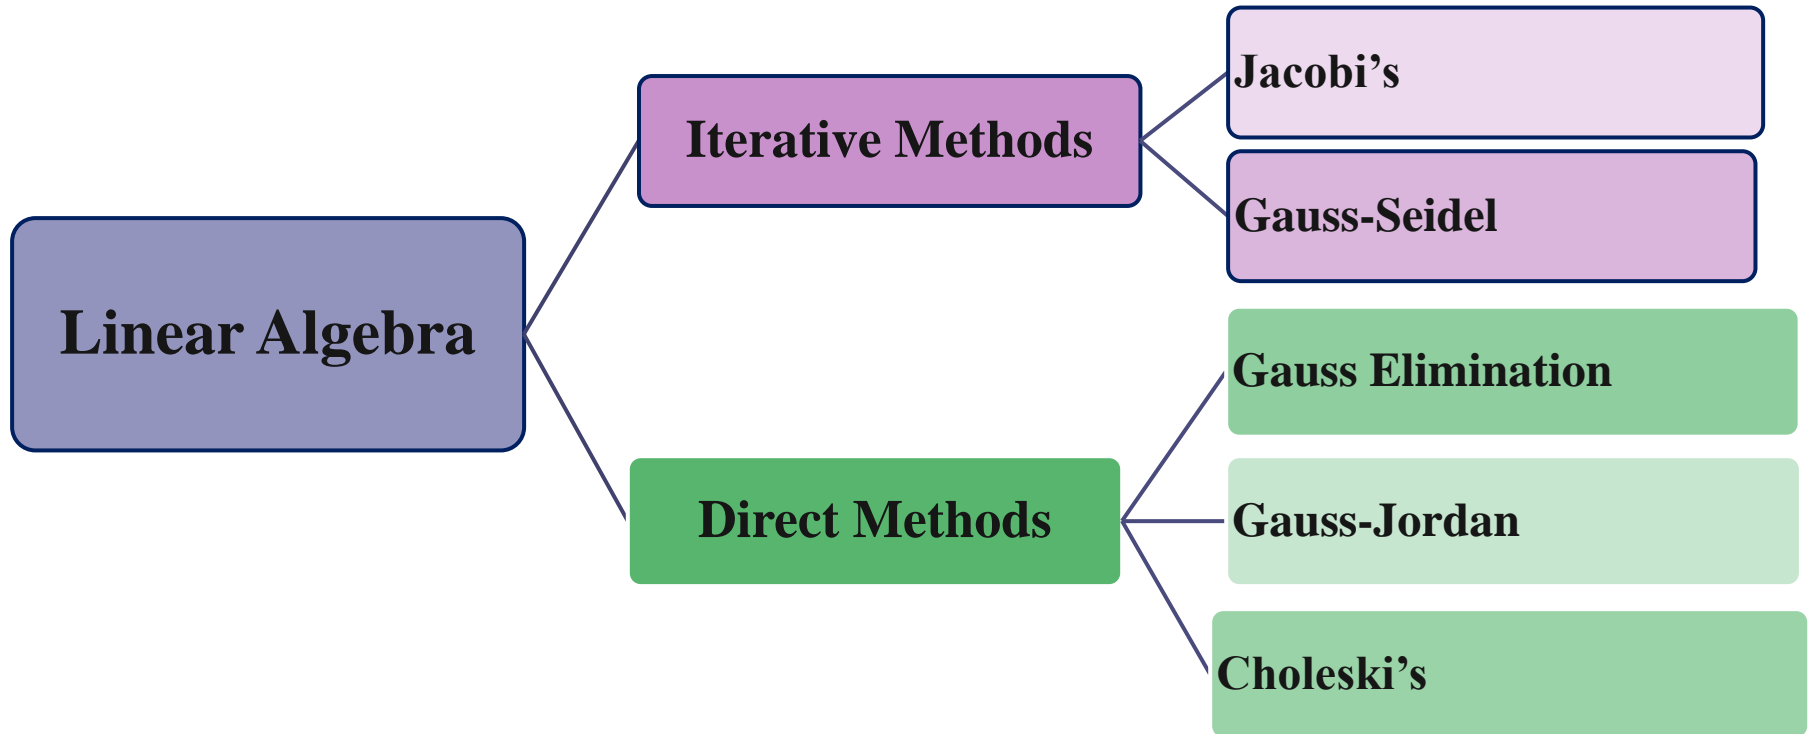 Linear Algebra
Iterative Methods
Jacobi’s
Gauss-Seidel
Direct Methods
Gauss Elimination
Gauss-Jordan
Choleski’s